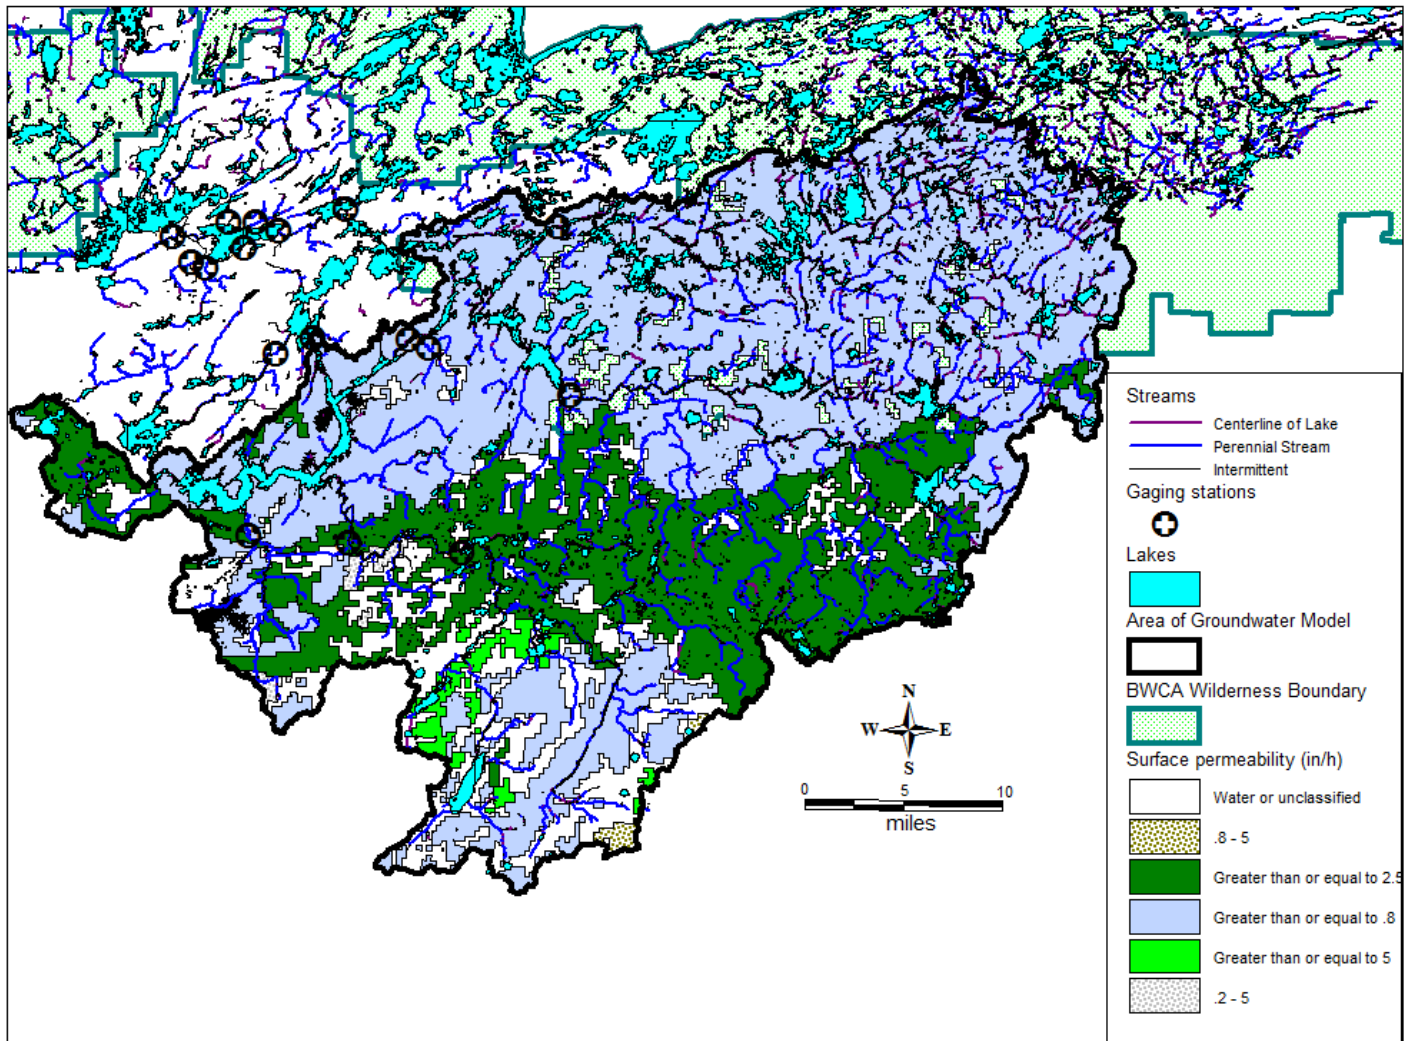 N
W E
S
0 5 10
miles
Streams
Centerline of Lake
Perennial Stream
Intermittent
Gaging stations
Lakes
Area of Groundwater Model
BWCA Wilderness Boundary
Surface permeability (in/h)
Water or unclassified
.8 - 5
Greater than or equal to 2.5
Greater than or equal to .8
Greater than or equal to 5
.2 - 5